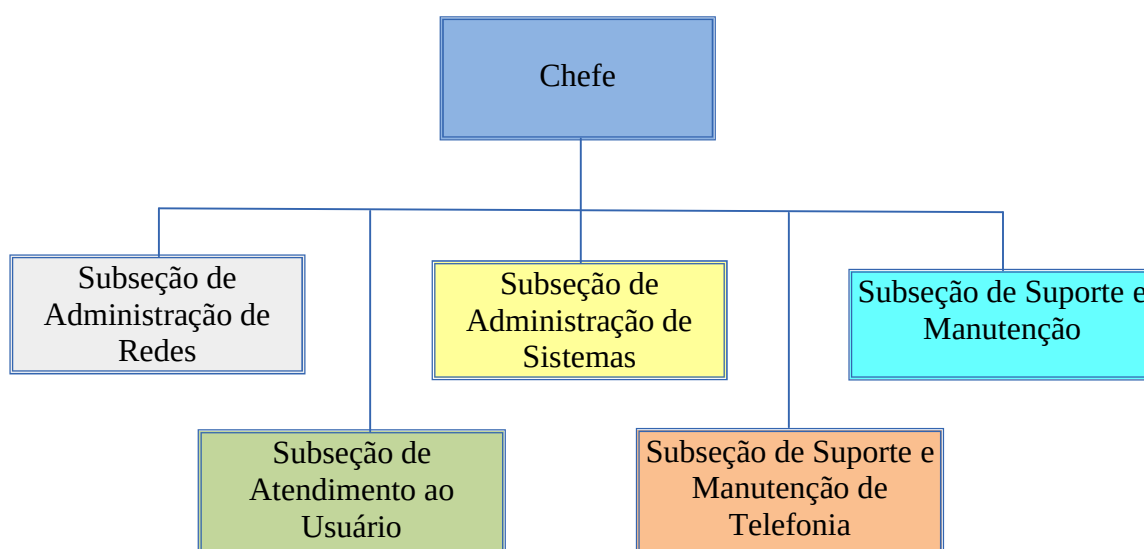 Chefe
Subseção de
Administração de
Redes
Subseção de
Administração de
Sistemas
Subseção de Suporte e
Manutenção
Subseção de
Atendimento ao
Usuário
Subseção de Suporte e
Manutenção de
Telefonia